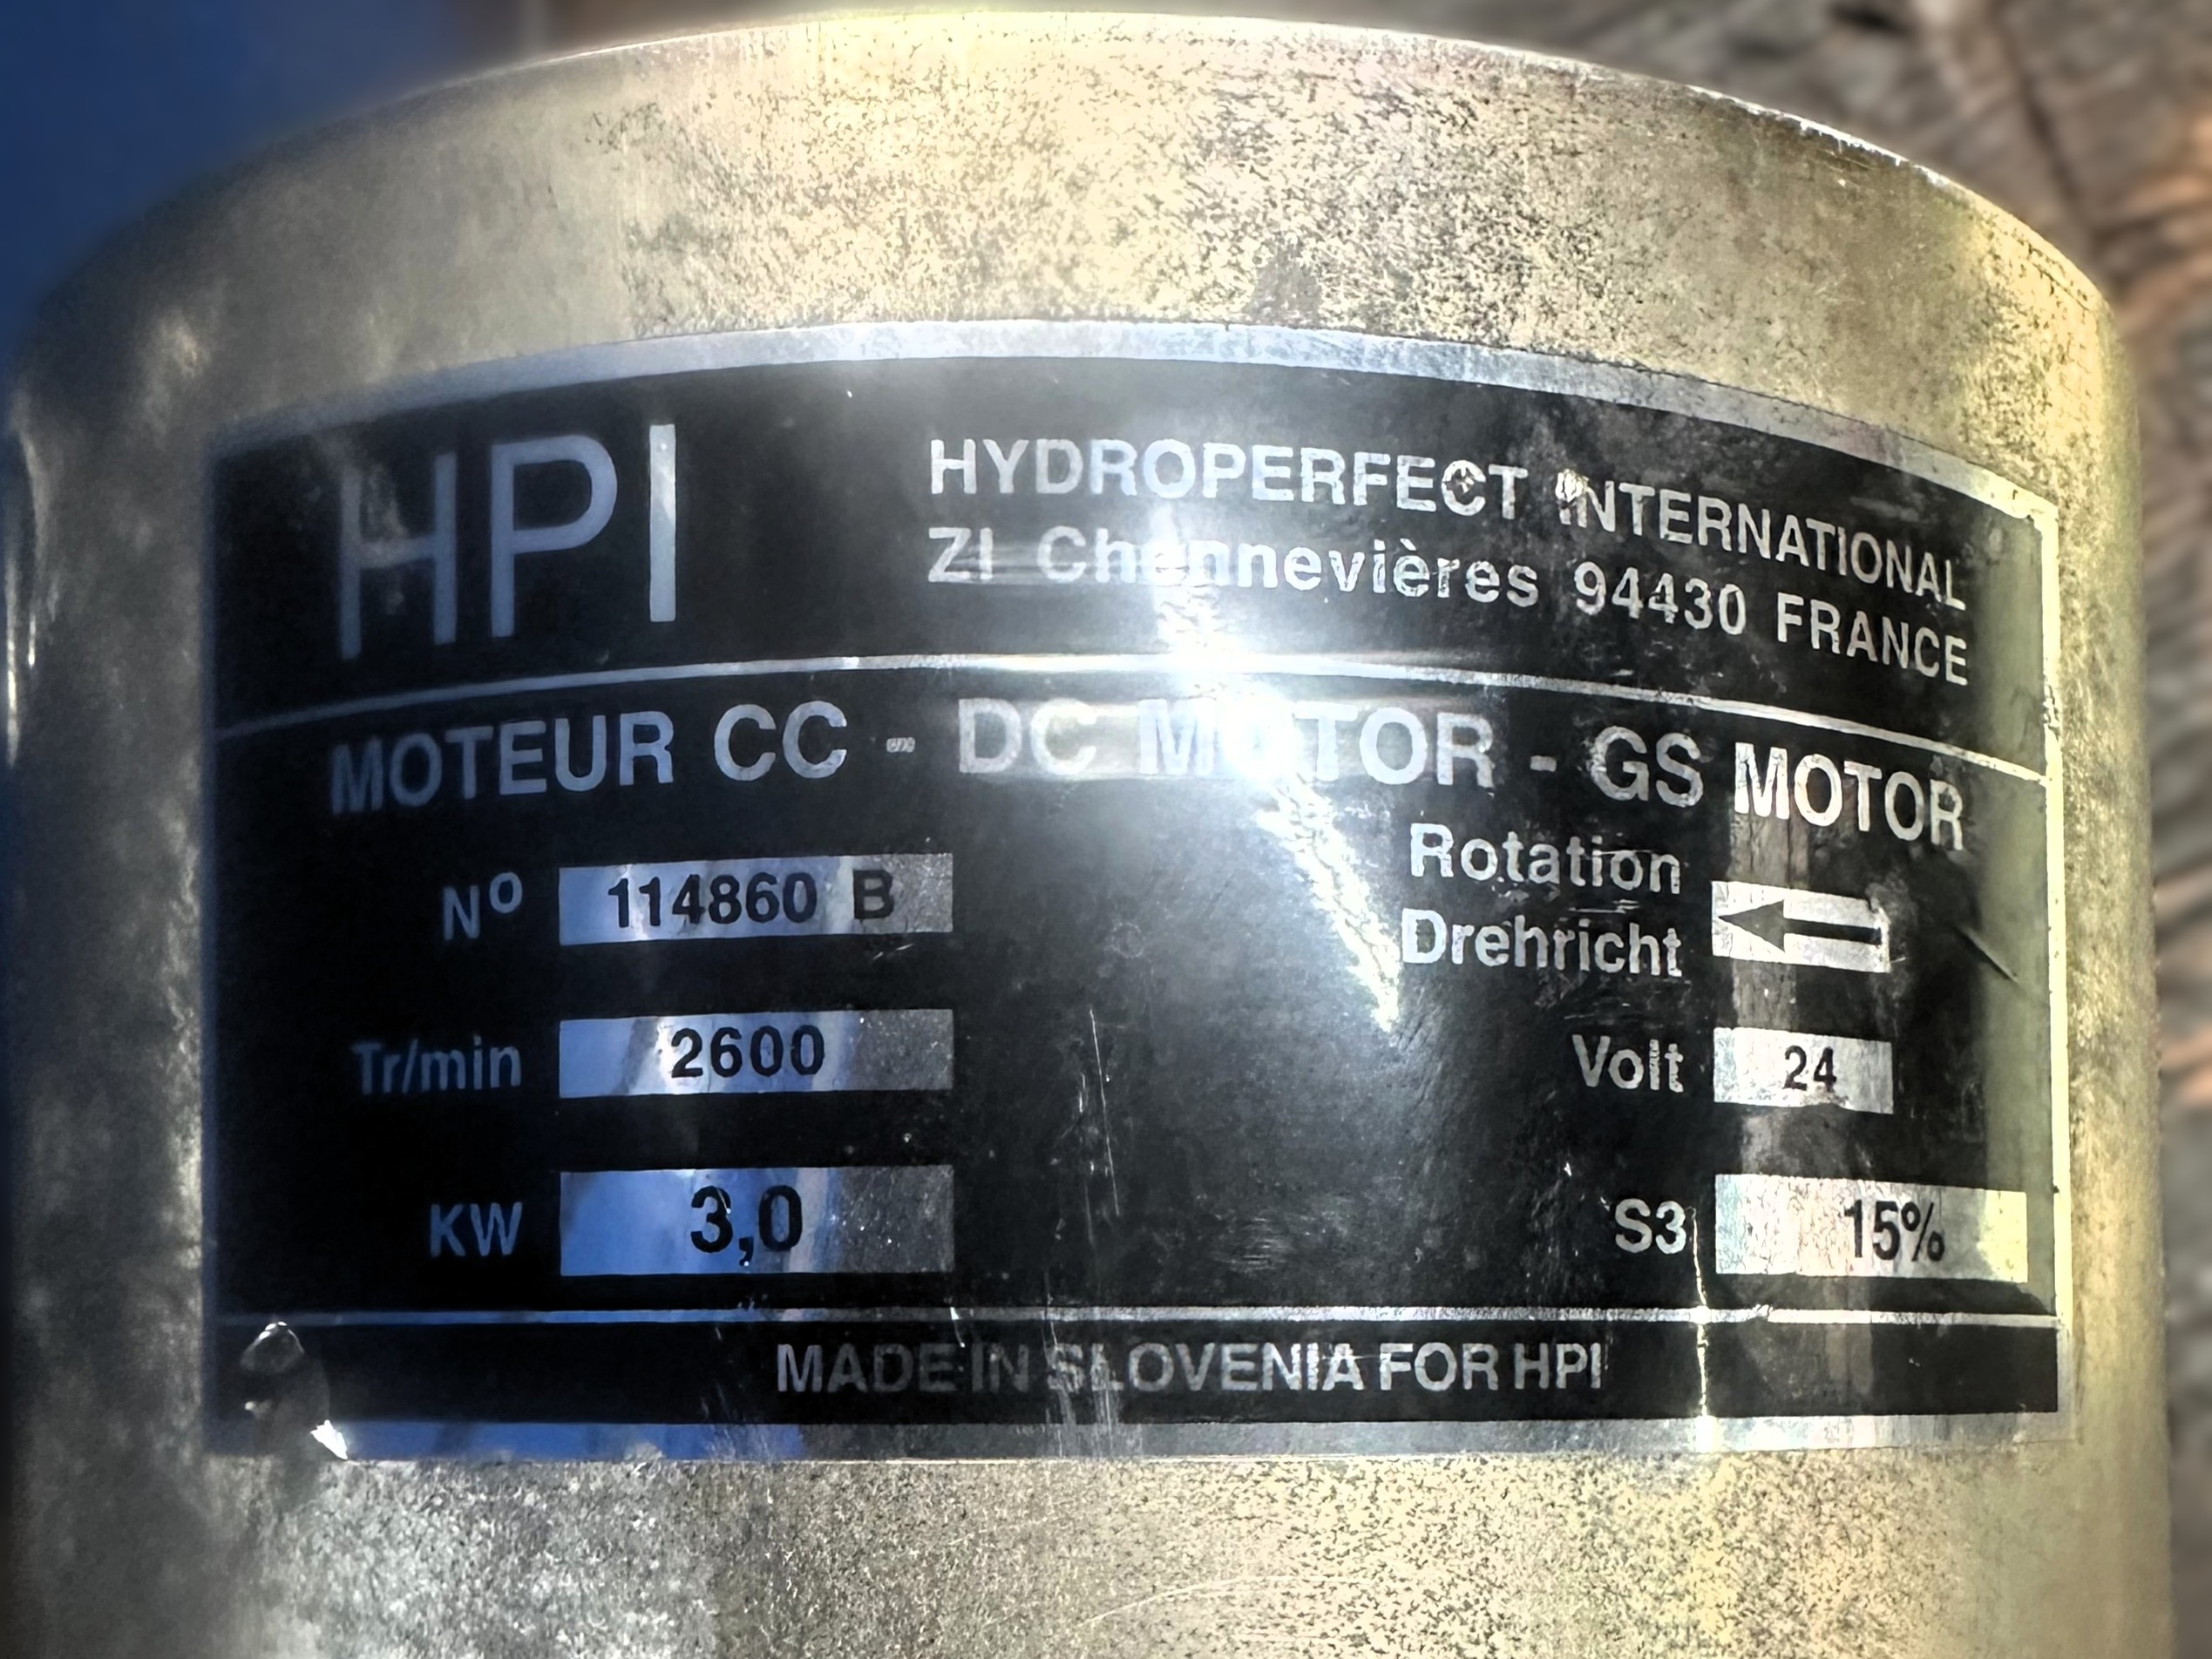 HPI
HYDROPERFECT INTERNATIONAL
ZI Chennevières 94430 FRANCE
MOTEUR CC - DC MOTOR - GS MOTOR
Nº 114860 B
Rotation
Drehricht
Tr/min 2600
Volt 24
KW 3,0
S3 15%
MADE IN SLOVENIA FOR HPI